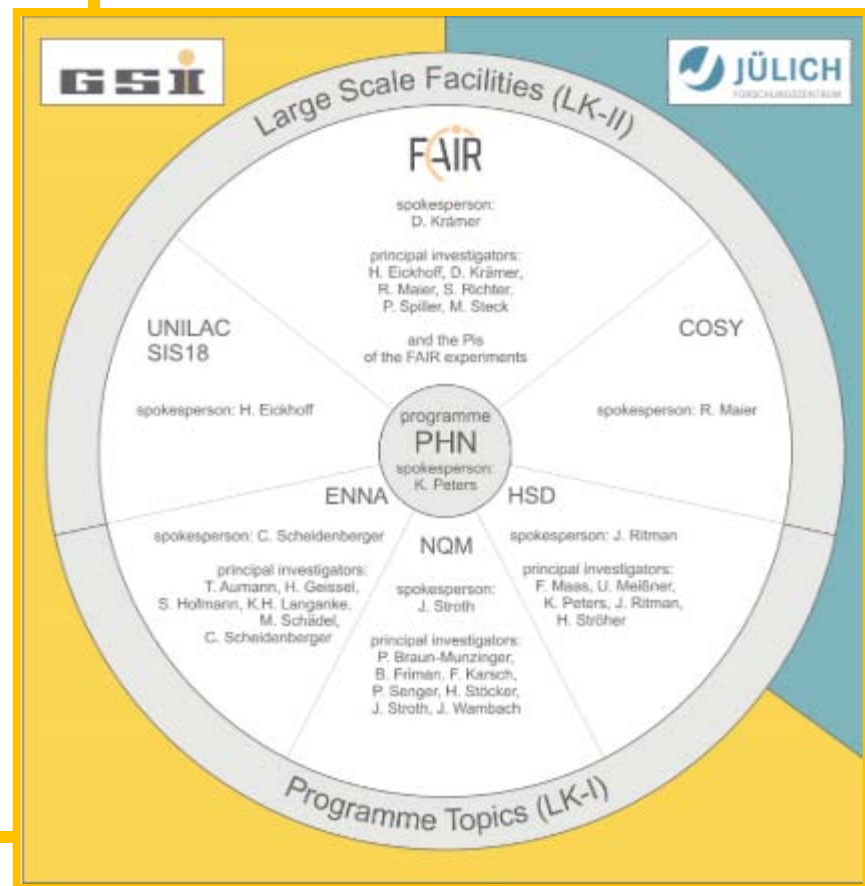 GSI
JÜLICH
FORSCHUNGSZENTRUM
Large Scale Facilities (LK-II)
FAIR
spokesperson:
D. Krämer
principal investigators:
H. Eickhoff, D. Krämer,
R. Maier, S. Richter,
P. Spiller, M. Steck
and the PIs
of the FAIR experiments
UNILAC
SIS18
spokesperson: H. Eickhoff
COSY
spokesperson: R. Maier
programme
PHN
spokesperson:
K. Peters
ENNA
spokesperson: C. Scheidenberger
principal investigators:
T. Aumann, H. Geissel,
S. Hofmann, K.H. Langanke,
M. Schädel,
C. Scheidenberger
NQM
spokesperson:
J. Stroth
principal investigators:
P. Braun-Munzinger,
B. Friman, F. Karsch,
P. Senger, H. Stöcker,
J. Stroth, J. Wambach
HSD
spokesperson: J. Ritman
principal investigators:
F. Maas, U. Meißner,
K. Peters, J. Ritman,
H. Ströher
Programme Topics (LK-I)